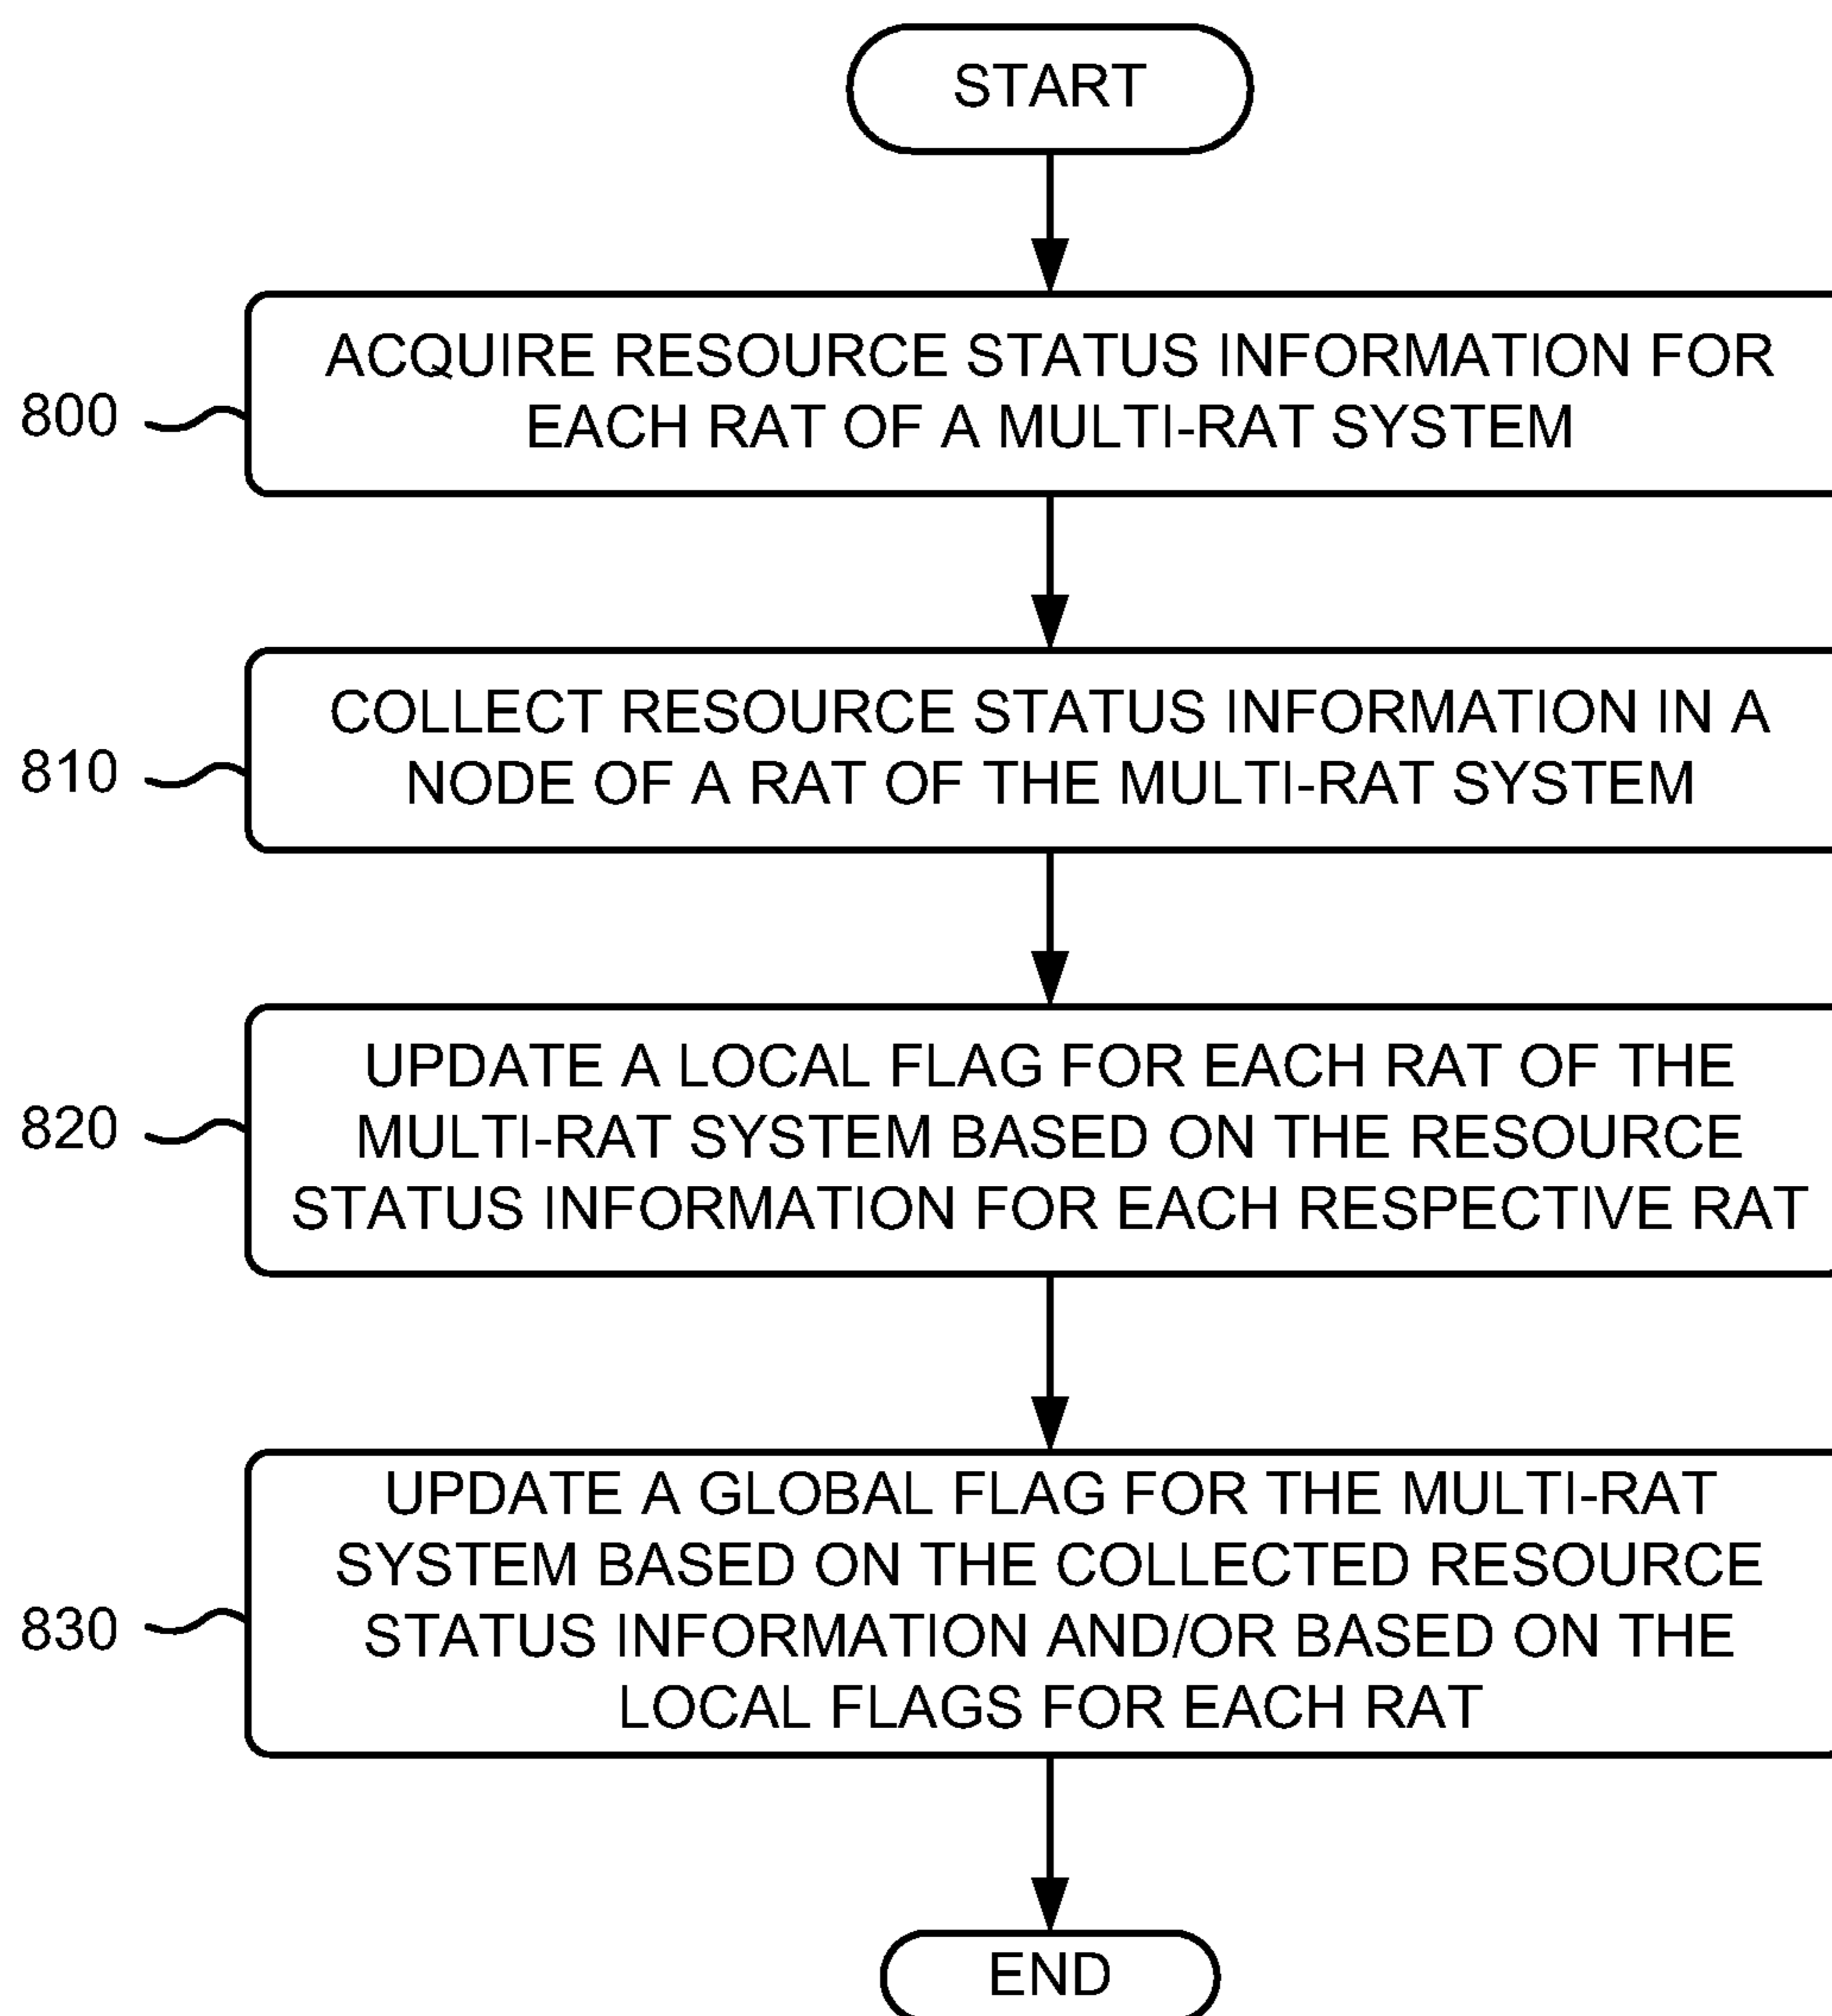 START
ACQUIRE RESOURCE STATUS INFORMATION FOR
EACH RAT OF A MULTI-RAT SYSTEM
800
COLLECT RESOURCE STATUS INFORMATION IN A
NODE OF A RAT OF THE MULTI-RAT SYSTEM
810
UPDATE A LOCAL FLAG FOR EACH RAT OF THE
MULTI-RAT SYSTEM BASED ON THE RESOURCE
STATUS INFORMATION FOR EACH RESPECTIVE RAT
820
UPDATE A GLOBAL FLAG FOR THE MULTI-RAT
SYSTEM BASED ON THE COLLECTED RESOURCE
STATUS INFORMATION AND/OR BASED ON THE
LOCAL FLAGS FOR EACH RAT
830
END